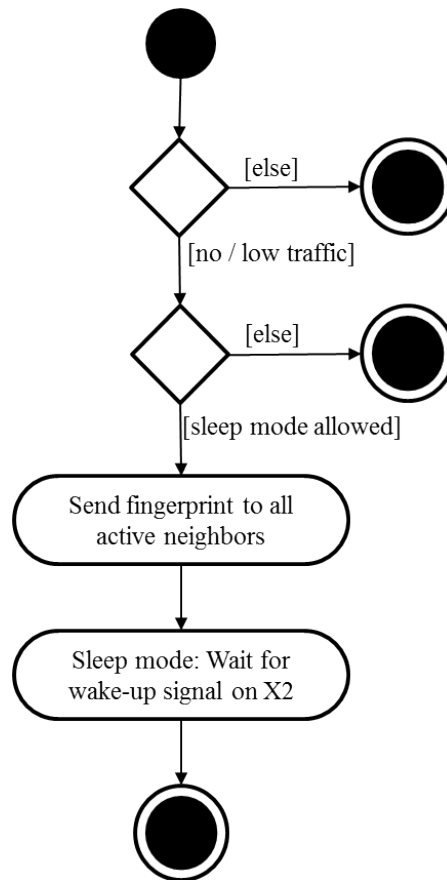 [else]
[no / low traffic]
[else]
[sleep mode allowed]
Send fingerprint to all
active neighbors
Sleep mode: Wait for
wake-up signal on X2